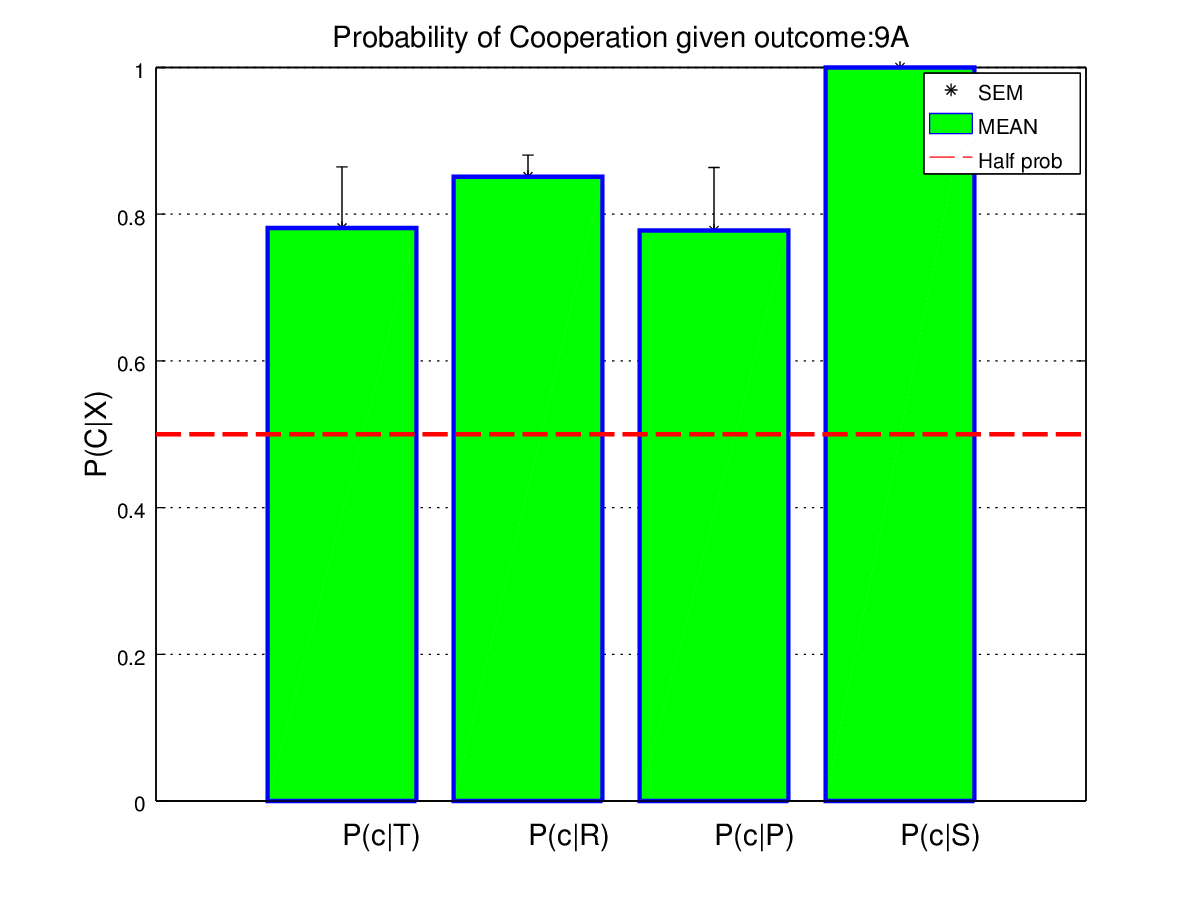 Probability of Cooperation given outcome:9A
1
SEM
MEAN
Half prob
0.8
0.6
P(C|X)
0.4
0.2
0
P(c|T) P(c|R) P(c|P) P(c|S)